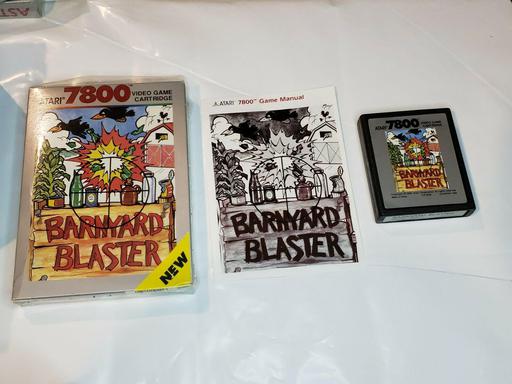 ATARI® 7800 VIDEO GAME
CARTRIDGE
BARNYARD
BLASTER
NEW
ATARI® 7800™ Game Manual
BARNYARD
BLASTER
ATARI® 7800 VIDEO GAME
CARTRIDGE
BARNYARD
BLASTER